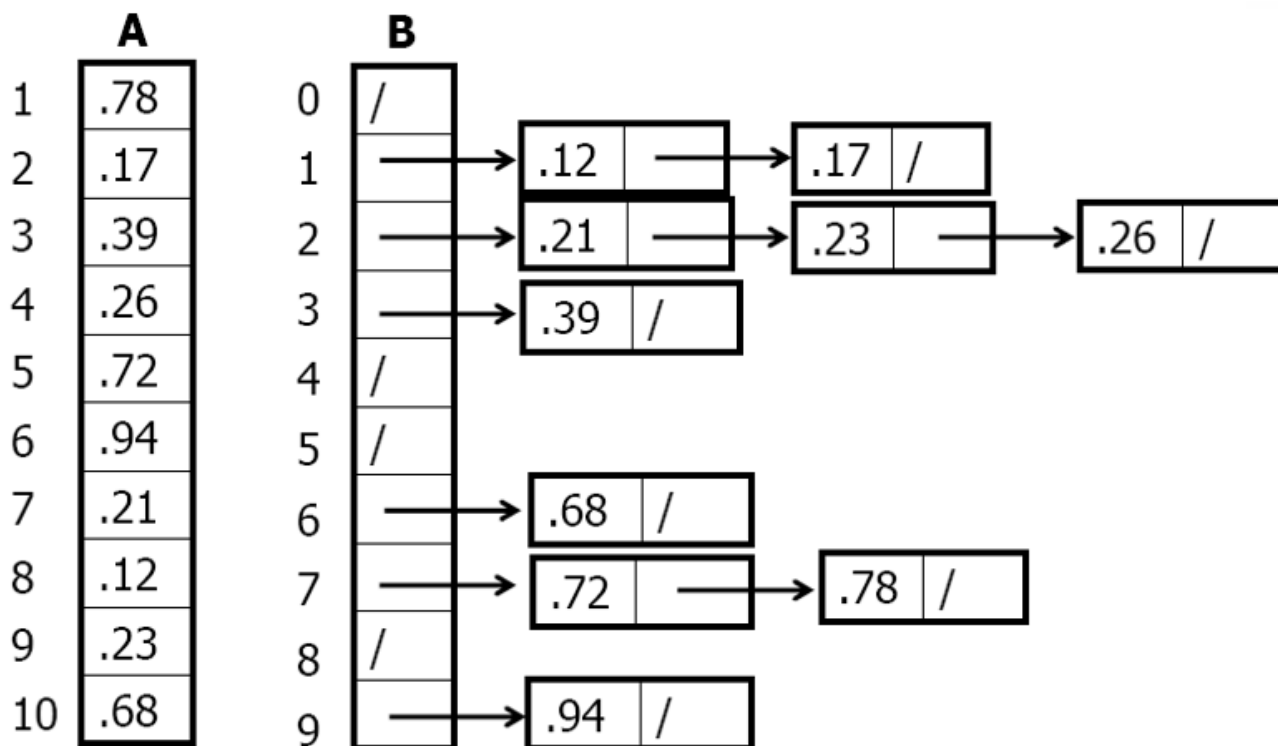 A B
1 .78 0 /
2 .17 1 .12 .17 /
3 .39 2 .21 .23 .26 /
4 .26 3 .39 /
5 .72 4 /
6 .94 5 /
7 .21 6 .68 /
8 .12 7 .72 .78 /
9 .23 8 /
10 .68 9 .94 /